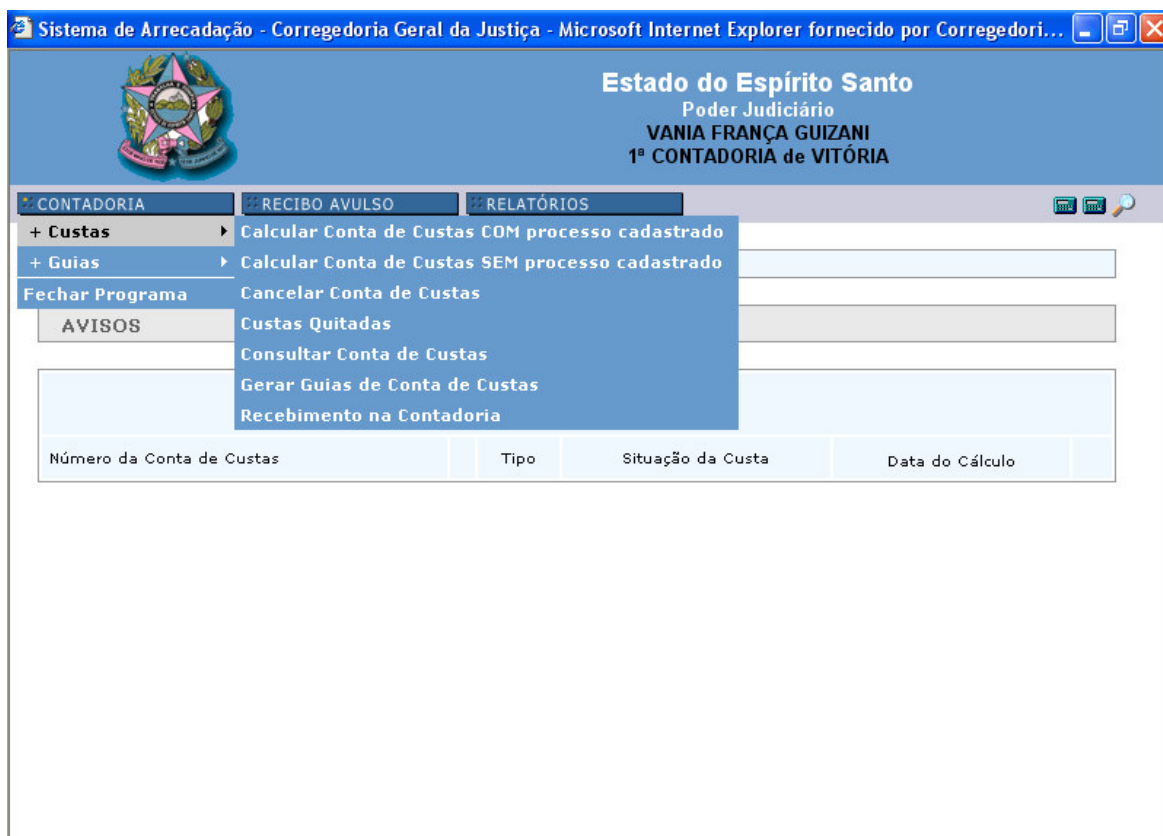 Sistema de Arrecadação - Corregedoria Geral da Justiça - Microsoft Internet Explorer fornecido por Corregedori...
Estado do Espírito Santo
Poder Judiciário
VANIA FRANÇA GUIZANI
1ª CONTADORIA de VITÓRIA
CONTADORIA RECIBO AVULSO RELATÓRIOS
+ Custas Calcular Conta de Custas COM processo cadastrado
+ Guias Calcular Conta de Custas SEM processo cadastrado
Fechar Programa Cancelar Conta de Custas
AVISOS Custas Quitadas
Consultar Conta de Custas
Gerar Guias de Conta de Custas
Recebimento na Contadoria
Número da Conta de Custas Tipo Situação da Custa Data do Cálculo